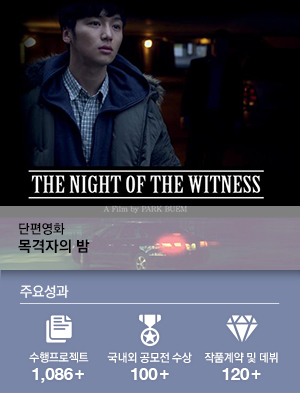 THE NIGHT OF THE WITNESS
A Film by PARK BUEM
단편영화
목격자의 밤
주요성과
수행프로젝트 국내외 공모전 수상 작품계약 및 데뷔
1,086+ 100+ 120+